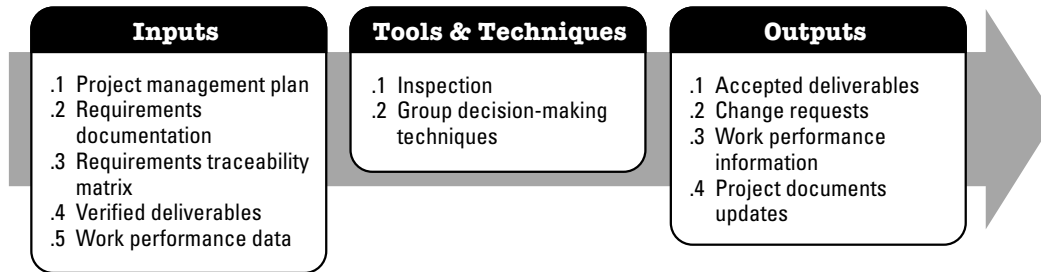 Inputs
.1 Project management plan
.2 Requirements
documentation
.3 Requirements traceability
matrix
.4 Verified deliverables
.5 Work performance data
Tools & Techniques
.1 Inspection
.2 Group decision-making
techniques
Outputs
.1 Accepted deliverables
.2 Change requests
.3 Work performance
information
.4 Project documents
updates